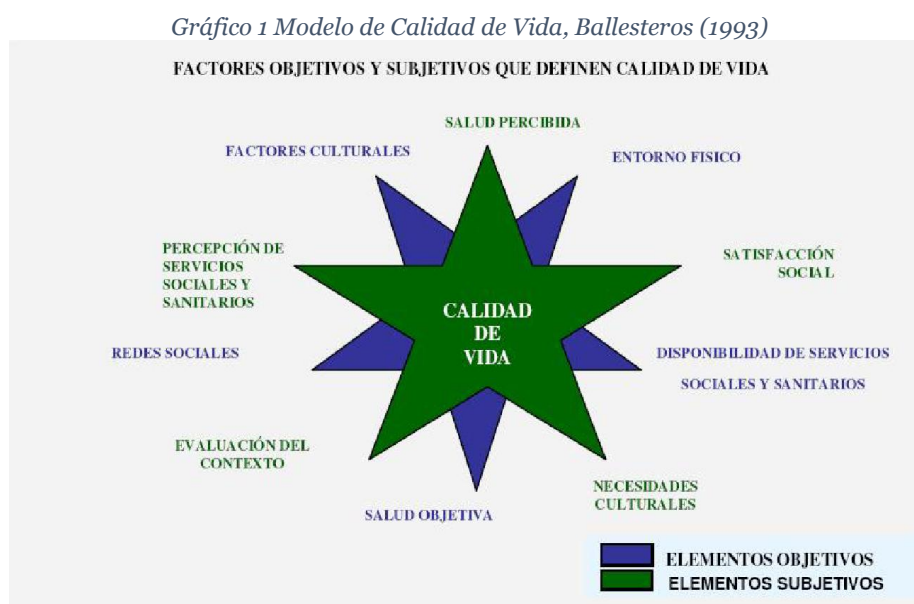 Gráfico 1 Modelo de Calidad de Vida, Ballesteros (1993)
FACTORES OBJETIVOS Y SUBJETIVOS QUE DEFINEN CALIDAD DE VIDA
SALUD PERCIBIDA
FACTORES CULTURALES
ENTORNO FISICO
PERCEPCIÓN DE
SERVICIOS
SOCIALES Y
SANITARIOS
SATISFACCIÓN
SOCIAL
CALIDAD
DE
VIDA
REDES SOCIALES
DISPONIBILIDAD DE SERVICIOS
SOCIALES Y SANITARIOS
EVALUACIÓN DEL
CONTEXTO
NECESIDADES
CULTURALES
SALUD OBJETIVA
ELEMENTOS OBJETIVOS
ELEMENTOS SUBJETIVOS